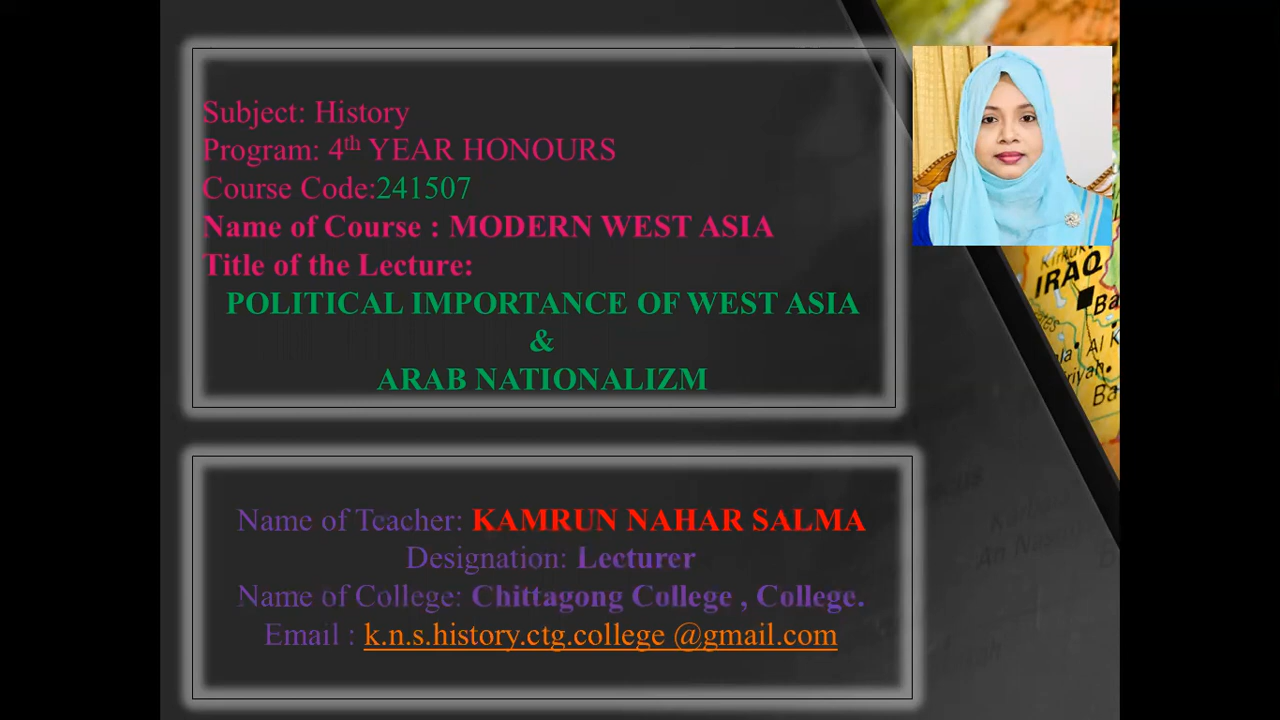 Subject: History
Program: 4th YEAR HONOURS
Course Code:241507
Name of Course : MODERN WEST ASIA
Title of the Lecture:
POLITICAL IMPORTANCE OF WEST ASIA
&
ARAB NATIONALIZM
Name of Teacher: KAMRUN NAHAR SALMA
Designation: Lecturer
Name of College: Chittagong College , College.
Email : k.n.s.history.ctg.college @gmail.com
IRAQ